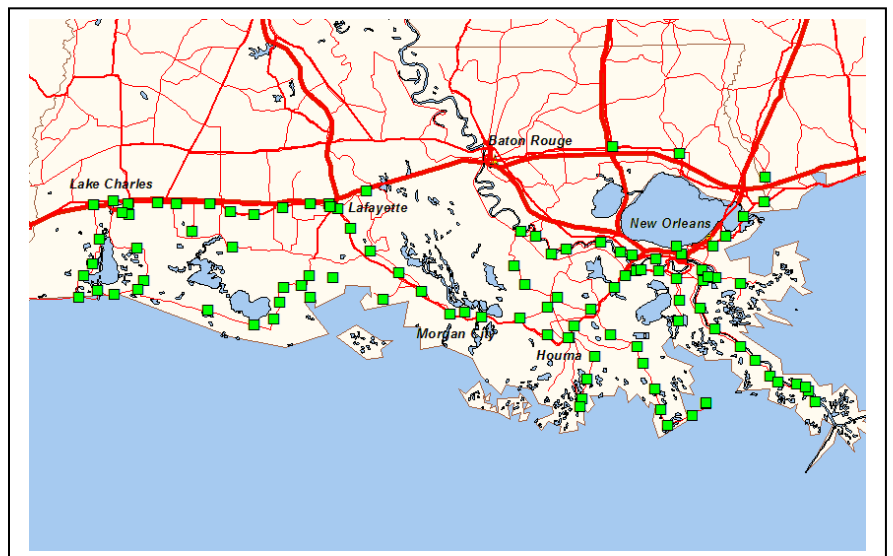 Baton Rouge
Lake Charles
Lafayette
New Orleans
Morgan City
Houma